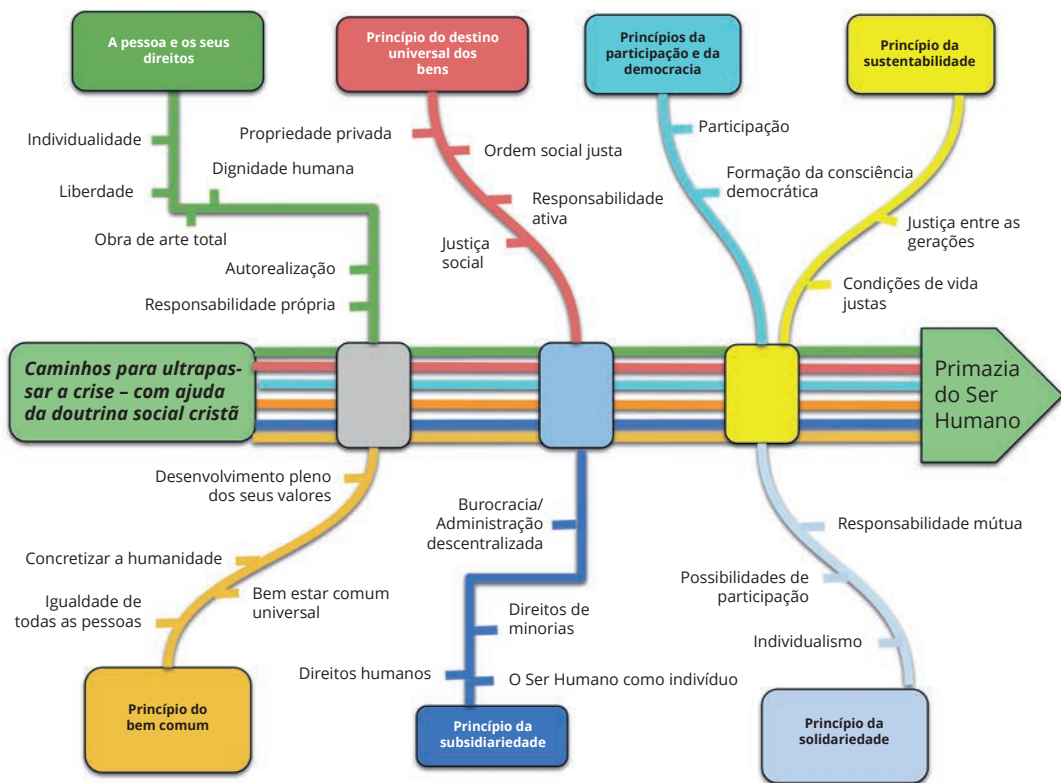 A pessoa e os seus
direitos
Princípio do destino
universal dos
bens
Princípios da
participação e da
democracia
Princípio da
sustentabilidade
Individualidade
Liberdade
Dignidade humana
Obra de arte total
Autorealização
Responsabilidade própria
Propriedade privada
Ordem social justa
Responsabilidade
ativa
Justiça
social
Participação
Formação da consciência
democrática
Justiça entre as
gerações
Condições de vida
justas
Caminhos para ultrapas-
sar a crise – com ajuda
da doutrina social cristã
Primazia
do Ser
Humano
Desenvolvimento pleno
dos seus valores
Concretizar a humanidade
Bem estar comum
universal
Igualdade de
todas as pessoas
Princípio do
bem comum
Burocracia/
Administração
descentralizada
Direitos de
minorias
Direitos humanos
O Ser Humano como indivíduo
Princípio da
subsidiariedade
Responsabilidade mútua
Possibilidades de
participação
Individualismo
Princípio da
solidariedade